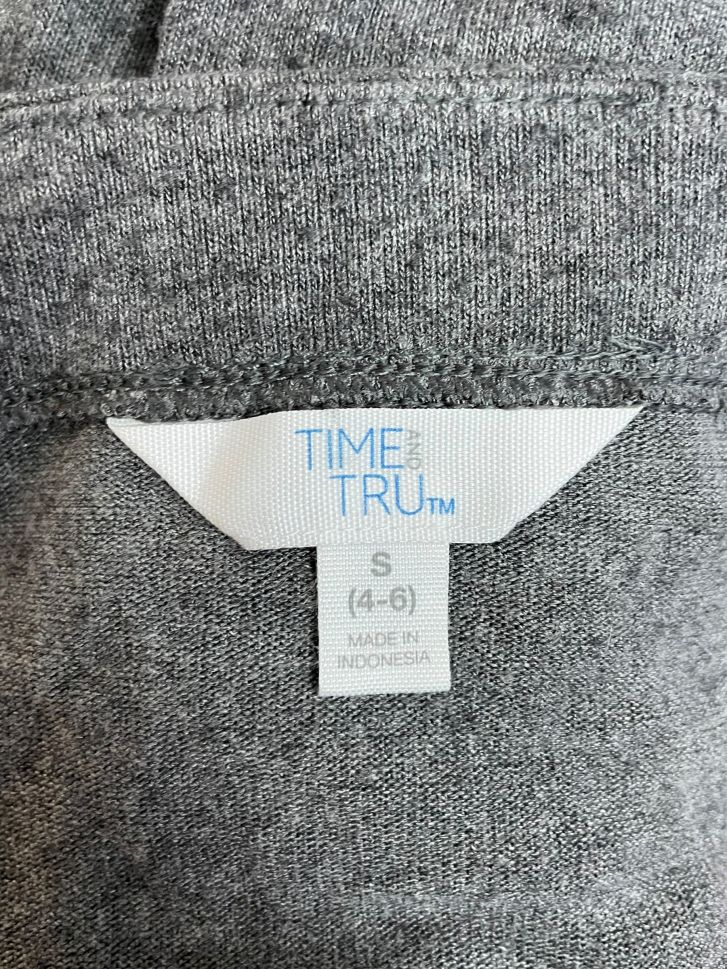 TIME AND
TRU™
S
(4-6)
MADE IN
INDONESIA